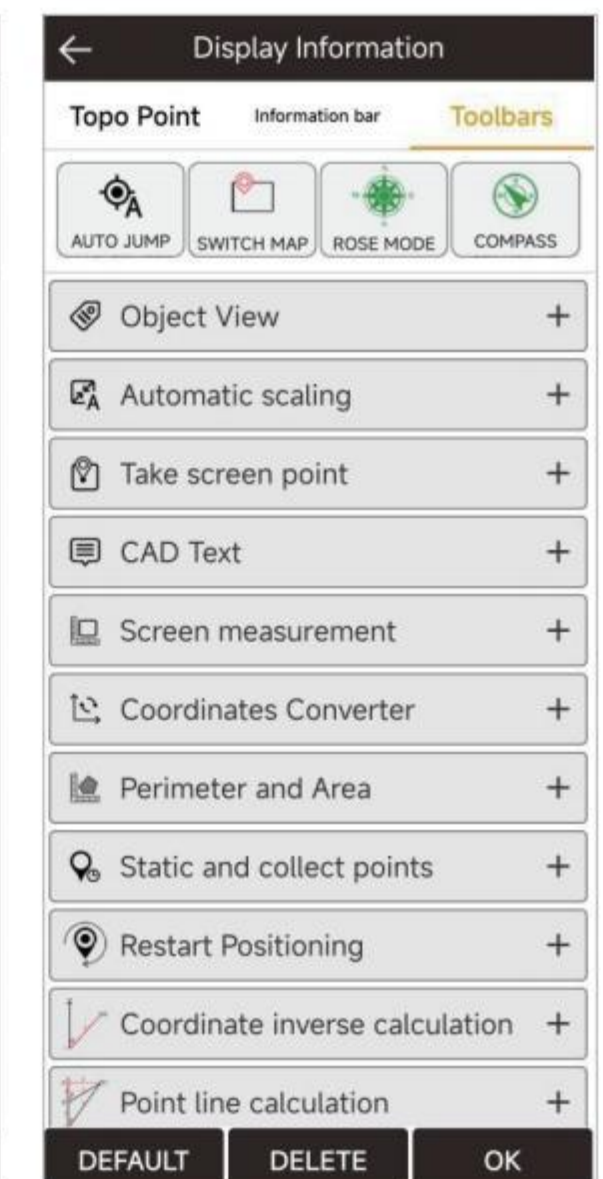 Display Information
Topo Point Information bar Toolbars
AUTO JUMP SWITCH MAP ROSE MODE COMPASS
Object View +
Automatic scaling +
Take screen point +
CAD Text +
Screen measurement +
Coordinates Converter +
Perimeter and Area +
Static and collect points +
Restart Positioning +
Coordinate inverse calculation +
Point line calculation +
DEFAULT DELETE OK